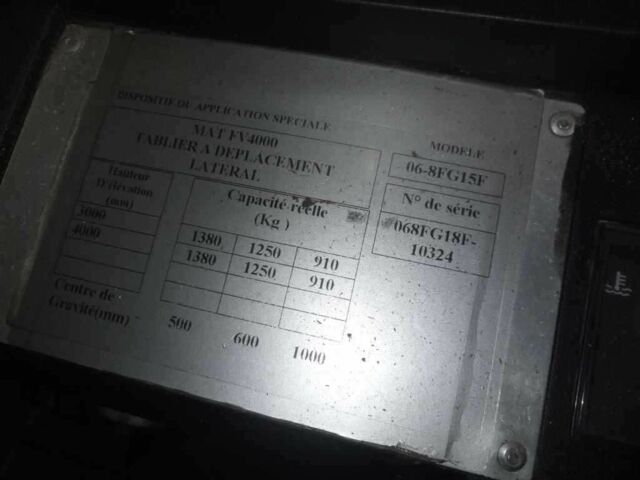 DISPOSITIF OU APPLICATION SPECIALE
MAT FV4000
TABLIER A DEPLACEMENT
LATERAL
MODELE
06-8FG15F
N° de série
068FG18F-
10324
Hauteur
D'élévation
(mm)
Capacité réelle
(Kg )
3000 1380 1250 910
4000 1380 1250 910
Centre de
Gravité(mm) 500 600 1000